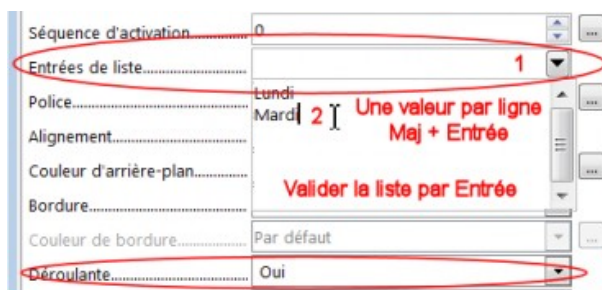 Séquence d'activation............... 0 ...
Entrées de liste....................... 1
Police.................................... Lundi ...
Mardi 2 Une valeur par ligne
Alignement............................ Maj + Entrée
Couleur d'arrière-plan............. ...
Valider la liste par Entrée
Bordure.................................
Couleur de bordure................. Par défaut ...
Déroulante............................. Oui